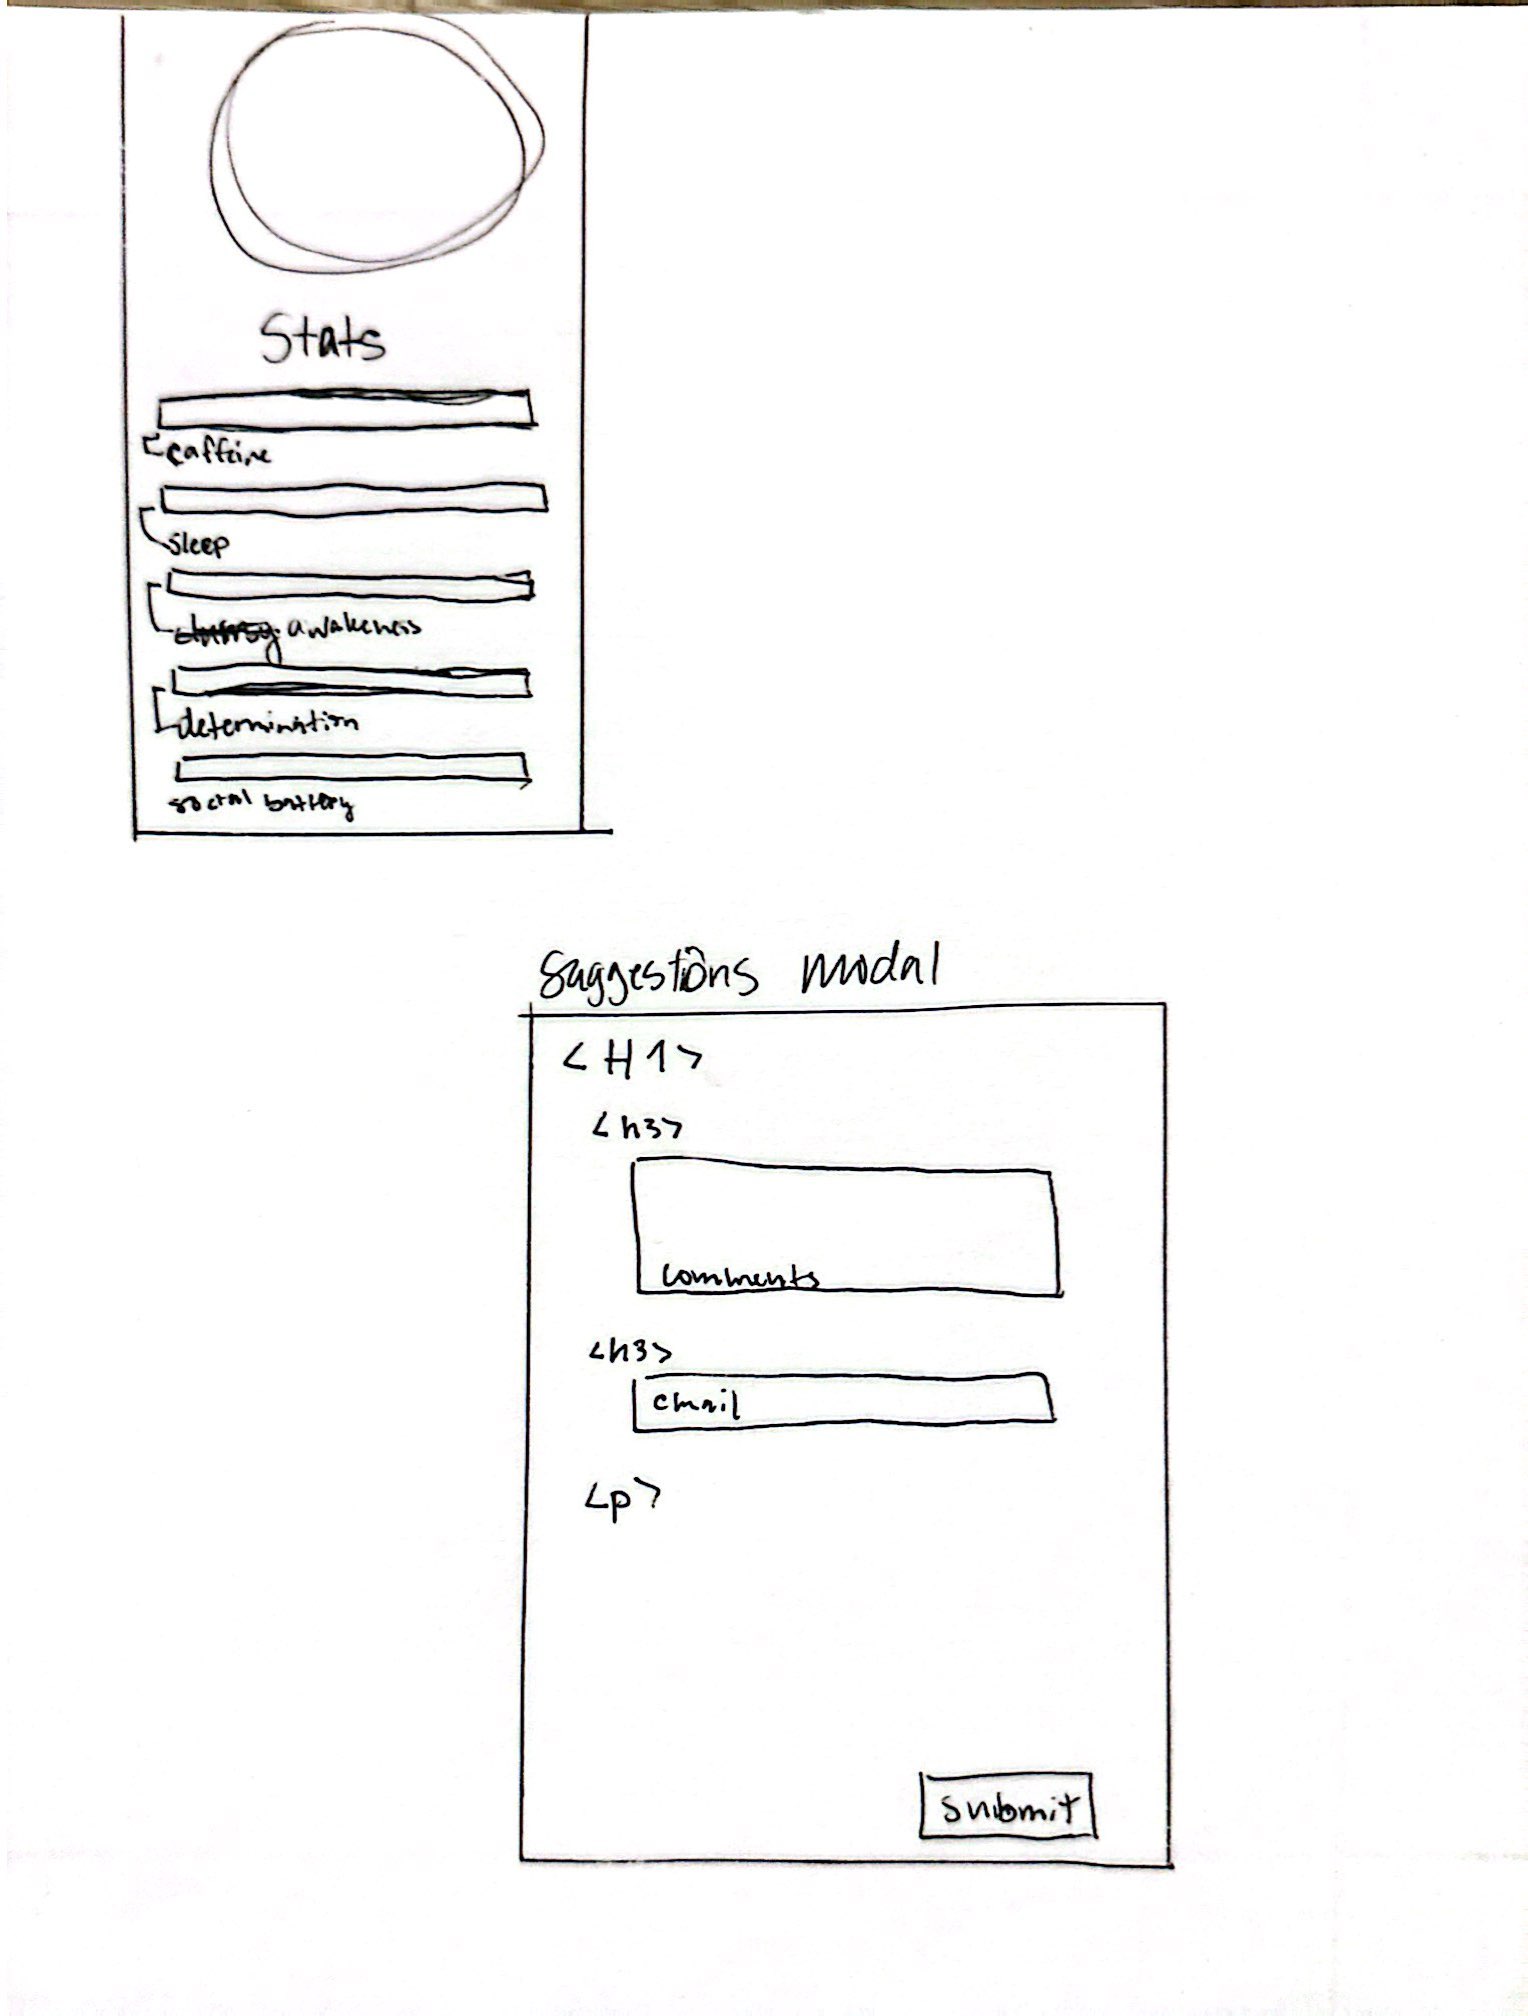 Stats
caffeine
sleep
awakeness
determination
social battery
Suggestions modal
<H1>
<h3>
comments
<h3>
email
<p>
submit